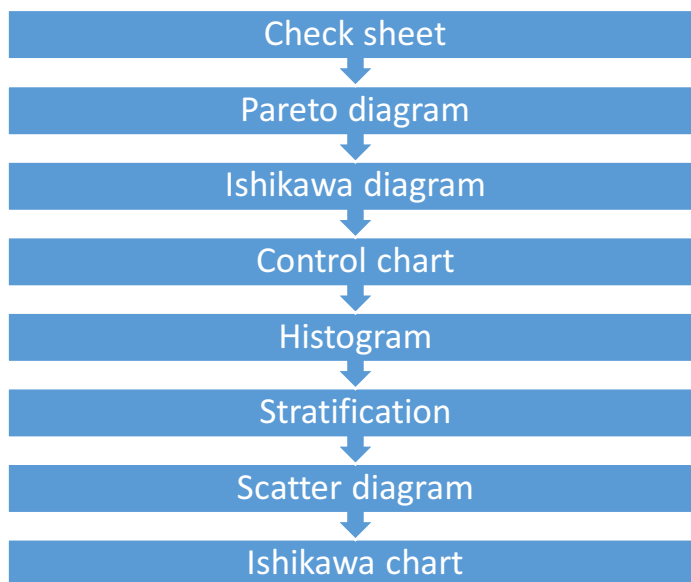 Check sheet
Pareto diagram
Ishikawa diagram
Control chart
Histogram
Stratification
Scatter diagram
Ishikawa chart